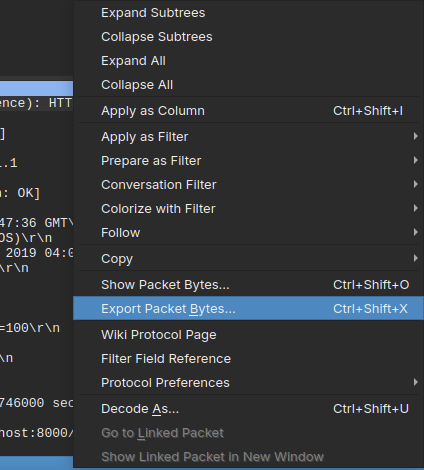 Expand Subtrees
Collapse Subtrees
Expand All
Collapse All
ence): HTT
Apply as Column Ctrl+Shift+I
]
Apply as Filter
.1
Prepare as Filter
Conversation Filter
n: OK]
Colorize with Filter
47:36 GMT\
Follow
OS)\r\n
2019 04:0
Copy
\r\n
Show Packet Bytes... Ctrl+Shift+O
Export Packet Bytes... Ctrl+Shift+X
=100\r\n
Wiki Protocol Page
\n
Filter Field Reference
Protocol Preferences
746000 sec
Decode As... Ctrl+Shift+U
host:8000/
Go to Linked Packet
Show Linked Packet in New Window